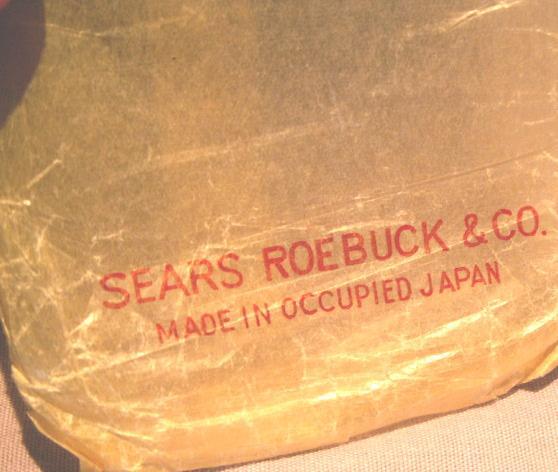 SEARS ROEBUCK & CO.
MADE IN OCCUPIED JAPAN